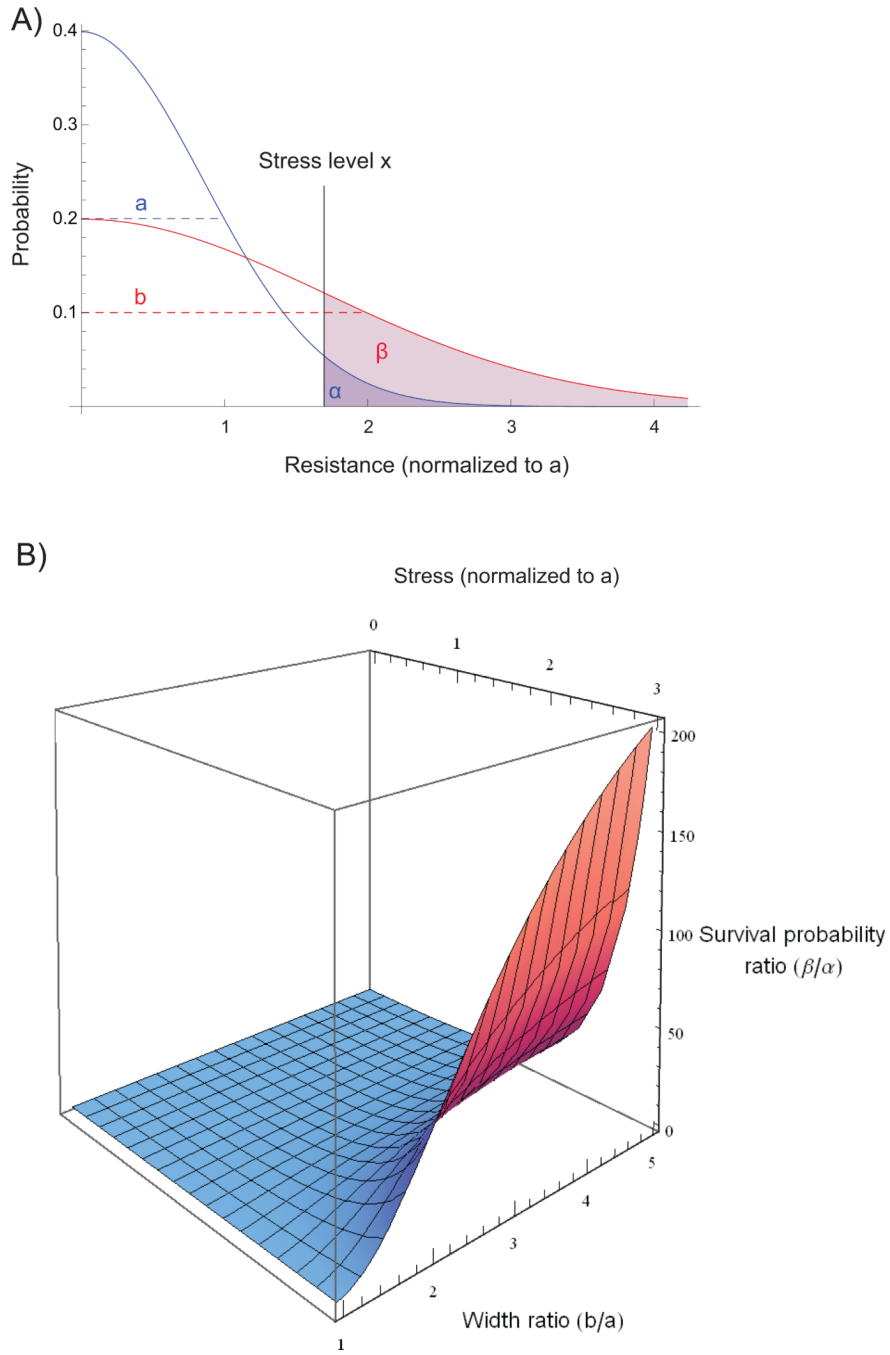 A)
0.4
0.3
Stress level x
Probability
a
0.2
b
0.1
β
α
1
2
3
4
Resistance (normalized to a)
B)
Stress (normalized to a)
0
1
2
3
200
150
100
Survival probability
ratio (β/α)
50
0
5
4
3
2
1
Width ratio (b/a)